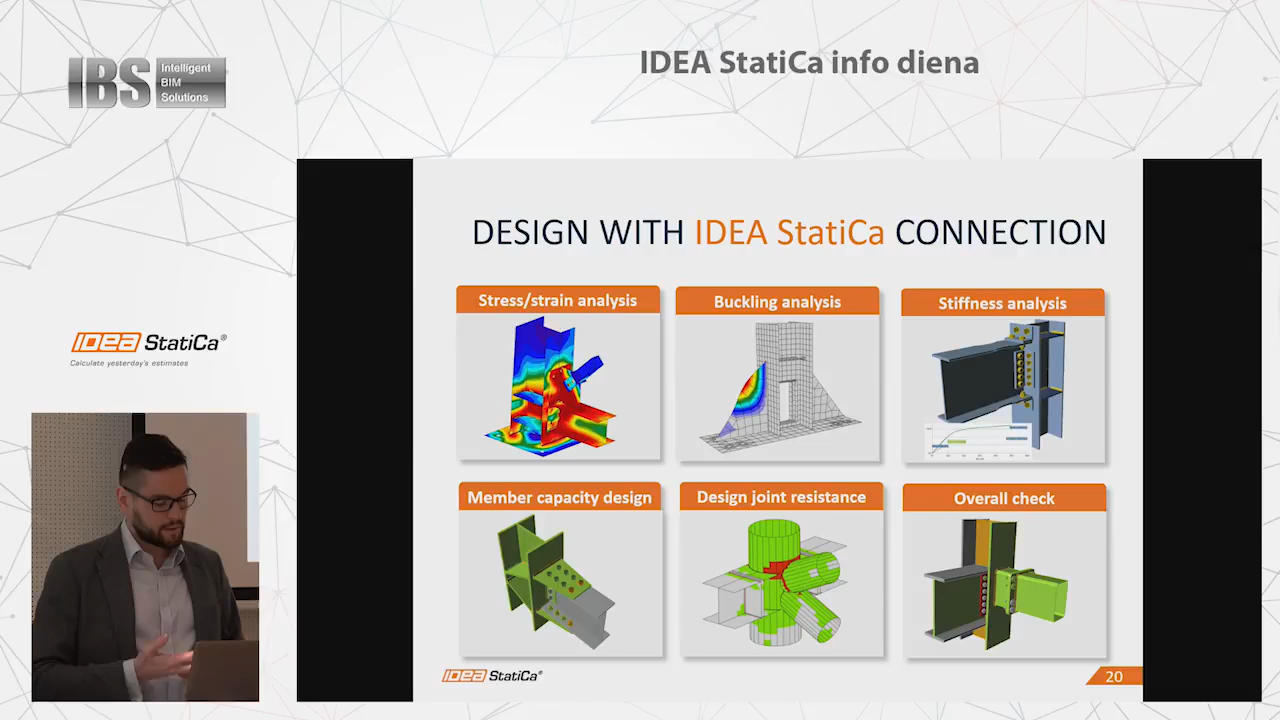 IDEA StatiCa info diena
IBS Intelligent
BIM
Solutions
DESIGN WITH IDEA StatiCa CONNECTION
Stress/strain analysis
Buckling analysis
Stiffness analysis
IDEA StatiCa®
Calculate yesterday's estimates
Member capacity design
Design joint resistance
Overall check
IDEA StatiCa®
20